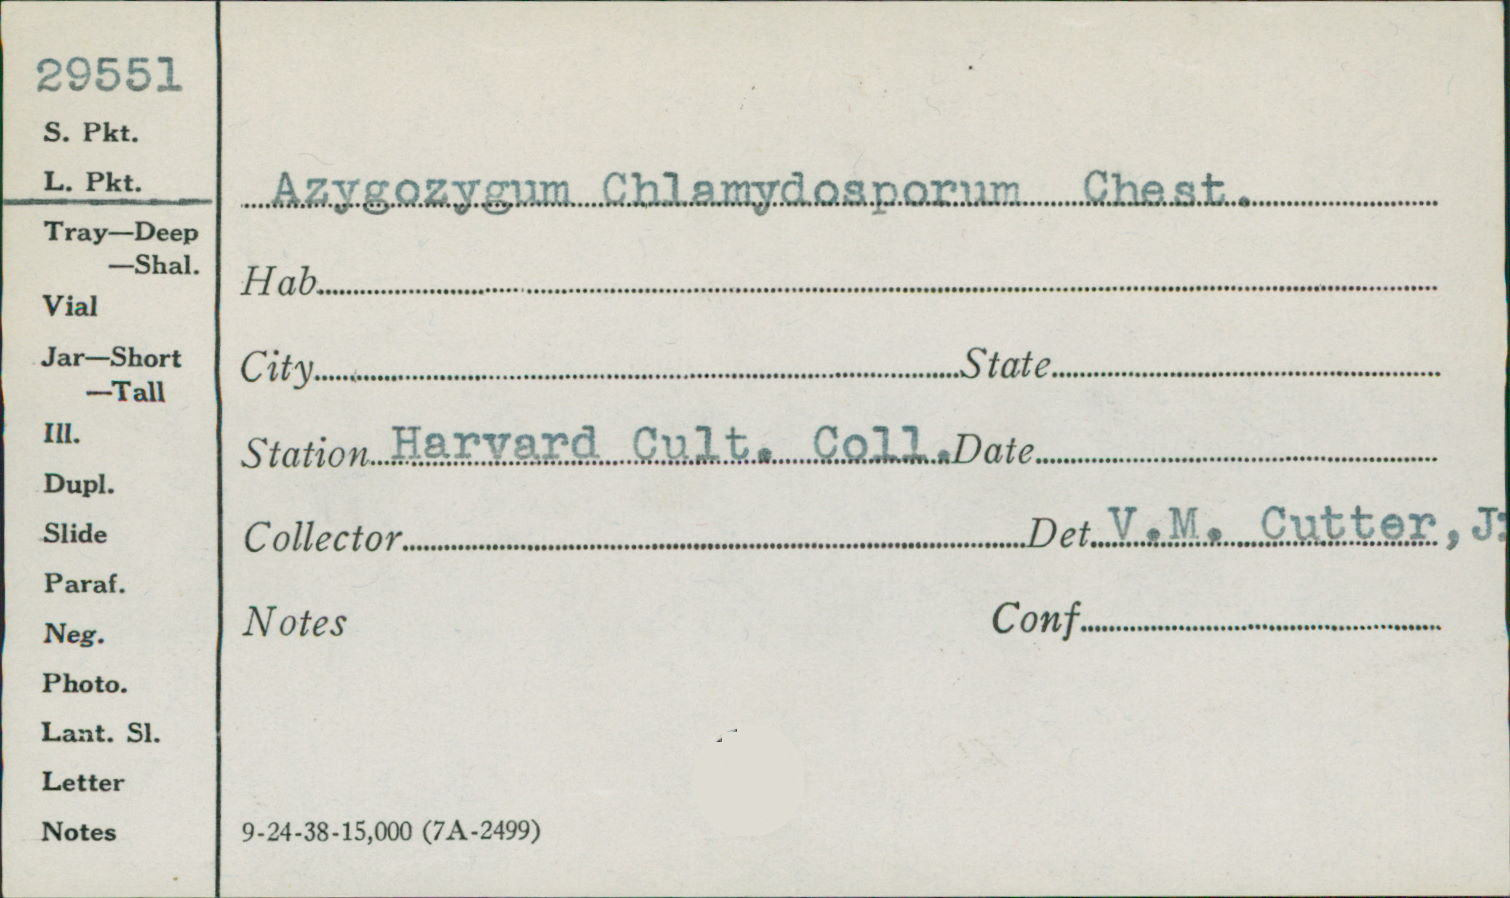 29551
S. Pkt.
L. Pkt.
Tray—Deep
—Shal.
Vial
Jar—Short
—Tall
Ill.
Dupl.
Slide
Paraf.
Neg.
Photo.
Lant. Sl.
Letter
Notes
Azygozygum Chlamydosporum Chest.
Hab
City State
Station Harvard Cult. Coll. Date
Collector Det. V.M. Cutter, J
Notes Conf.
9-24-38-15,000 (7A-2499)